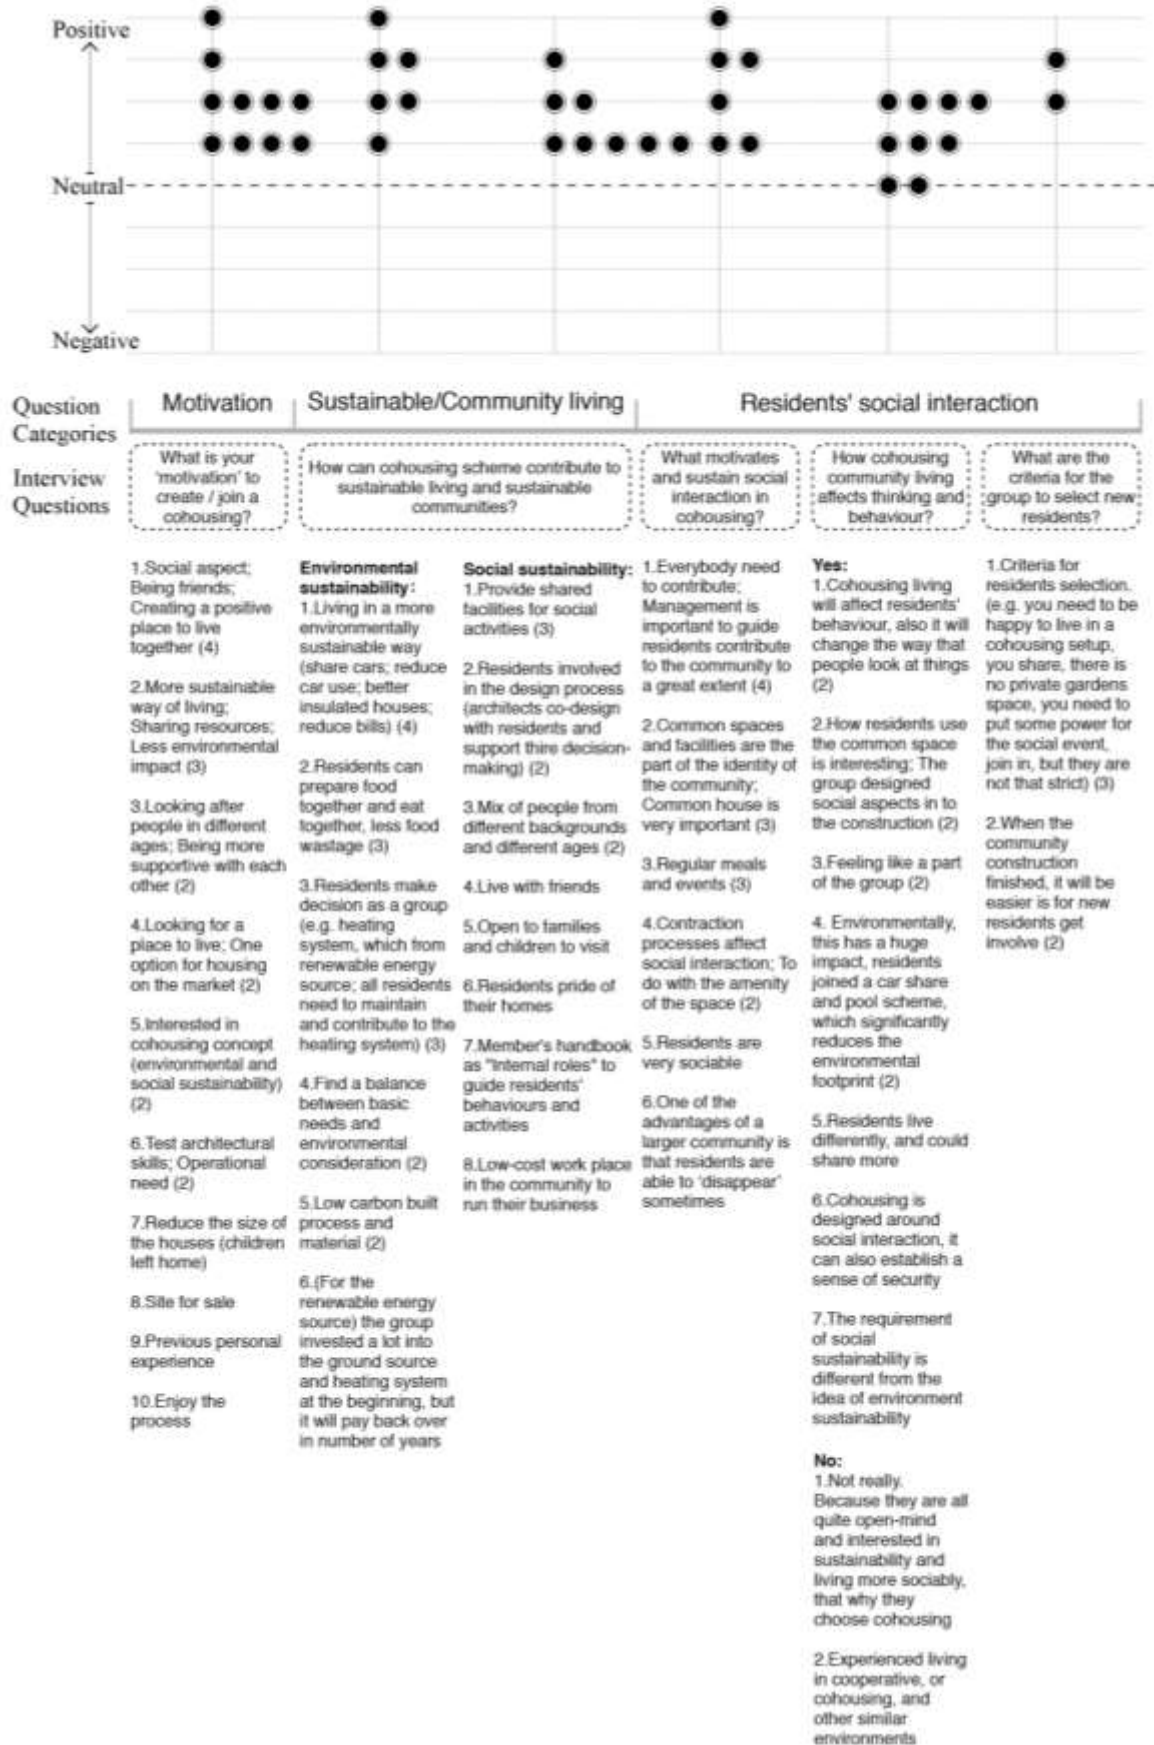 Positive
Neutral
Negative
Question
Categories
Motivation
Sustainable/Community living
Residents' social interaction
Interview
Questions
What is your
'motivation' to
create / join a
cohousing?
How can cohousing scheme contribute to
sustainable living and sustainable
communities?
What motivates
and sustain social
interaction in
cohousing?
How cohousing
community living
affects thinking and
behaviour?
What are the
criteria for the
group to select new
residents?
1.Social aspect;
Being friends;
Creating a positive
place to live
together (4)
2.More sustainable
way of living;
Sharing resources;
Less environmental
impact (3)
3.Looking after
people in different
ages; Being more
supportive with each
other (2)
4.Looking for a
place to live; One
option for housing
on the market (2)
5.Interested in
cohousing concept
(environmental and
social sustainability)
(2)
6.Test architectural
skills; Operational
need (2)
7.Reduce the size of
the houses (children
left home)
8.Site for sale
9.Previous personal
experience
10.Enjoy the
process
Environmental
sustainability:
1.Living in a more
environmentally
sustainable way
(share cars; reduce
car use; better
insulated houses;
reduce bills) (4)
2.Residents can
prepare food
together and eat
together, less food
wastage (3)
3.Residents make
decision as a group
(e.g. heating
system, which from
renewable energy
source; all residents
need to maintain
and contribute to the
heating system) (3)
4.Find a balance
between basic
needs and
environmental
consideration (2)
5.Low carbon built
process and
material (2)
6.(For the
renewable energy
source) the group
invested a lot into
the ground source
and heating system
at the beginning, but
it will pay back over
in number of years
Social sustainability:
1.Provide shared
facilities for social
activities (3)
2.Residents involved
in the design process
(architects co-design
with residents and
support thire decision-
making) (2)
3.Mix of people from
different backgrounds
and different ages (2)
4.Live with friends
5.Open to families
and children to visit
6.Residents pride of
their homes
7.Member's handbook
as "Internal roles" to
guide residents'
behaviours and
activities
8.Low-cost work place
in the community to
run their business
1.Everybody need
to contribute;
Management is
important to guide
residents contribute
to the community to
a great extent (4)
2.Common spaces
and facilities are the
part of the identity of
the community;
Common house is
very important (3)
3.Regular meals
and events (3)
4.Contraction
processes affect
social interaction; To
do with the amenity
of the space (2)
5.Residents are
very sociable
6.One of the
advantages of a
larger community is
that residents are
able to 'disappear'
sometimes
Yes:
1.Cohousing living
will affect residents'
behaviour, also it will
change the way that
people look at things
(2)
2.How residents use
the common space
is interesting; The
group designed
social aspects in to
the construction (2)
3.Feeling like a part
of the group (2)
4. Environmentally,
this has a huge
impact, residents
joined a car share
and pool scheme,
which significantly
reduces the
environmental
footprint (2)
5.Residents live
differently, and could
share more
6.Cohousing is
designed around
social interaction, it
can also establish a
sense of security
7.The requirement
of social
sustainability is
different from the
idea of environment
sustainability
No:
1.Not really.
Because they are all
quite open-mind
and interested in
sustainability and
living more sociably,
that why they
choose cohousing
2.Experienced living
in cooperative, or
cohousing, and
other similar
environments
1.Criteria for
residents selection.
(e.g. you need to be
happy to live in a
cohousing setup,
you share, there is
no private gardens
space, you need to
put some power for
the social event,
join in, but they are
not that strict) (3)
2.When the
community
construction
finished, it will be
easier is for new
residents get
involve (2)